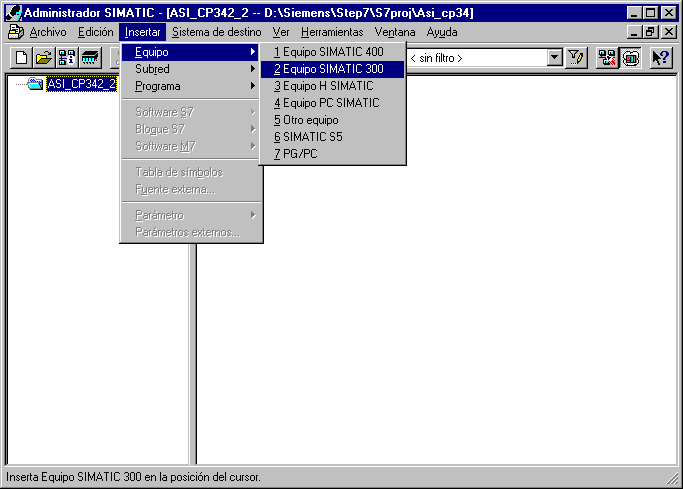 Administrador SIMATIC - [ASI_CP342_2 -- D:\Siemens\Step7\S7proj\Asi_cp34]
Archivo Edición Insertar Sistema de destino Ver Herramientas Ventana Ayuda
< sin filtro >
ASI_CP342_2
Equipo
Subred
Programa
Software S7
Bloque S7
Software M7
Tabla de símbolos
Fuente externa...
Parámetro
Parámetros externos...
1 Equipo SIMATIC 400
2 Equipo SIMATIC 300
3 Equipo H SIMATIC
4 Equipo PC SIMATIC
5 Otro equipo
6 SIMATIC S5
7 PG/PC
Inserta Equipo SIMATIC 300 en la posición del cursor.